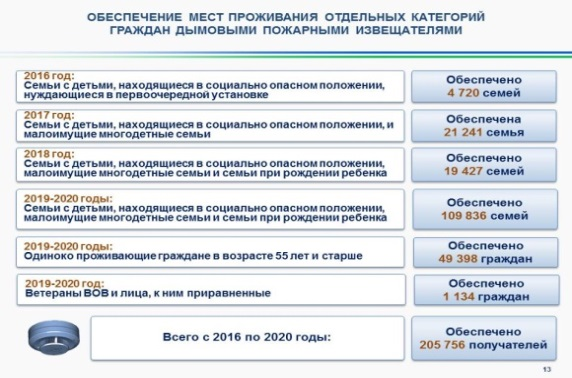 ОБЕСПЕЧЕНИЕ МЕСТ ПРОЖИВАНИЯ ОТДЕЛЬНЫХ КАТЕГОРИЙ
ГРАЖДАН ДЫМОВЫМИ ПОЖАРНЫМИ ИЗВЕЩАТЕЛЯМИ
2016 год:
Семьи с детьми, находящиеся в социально опасном положении,
нуждающиеся в первоочередной установке
Обеспечено
4 720 семей
2017 год:
Семьи с детьми, находящиеся в социально опасном положении, и
малоимущие многодетные семьи
Обеспечена
21 241 семья
2018 год:
Семьи с детьми, находящиеся в социально опасном положении,
малоимущие многодетные семьи и семьи при рождении ребенка
Обеспечено
19 427 семей
2019-2020 годы:
Семьи с детьми, находящиеся в социально опасном положении,
малоимущие многодетные семьи и семьи при рождении ребенка
Обеспечено
109 836 семей
2019-2020 годы:
Одиноко проживающие граждане в возрасте 55 лет и старше
Обеспечено
49 398 граждан
2019-2020 год:
Ветераны ВОВ и лица, к ним приравненные
Обеспечено
1 134 граждан
Всего с 2016 по 2020 годы:
Обеспечено
205 756 получателей
13